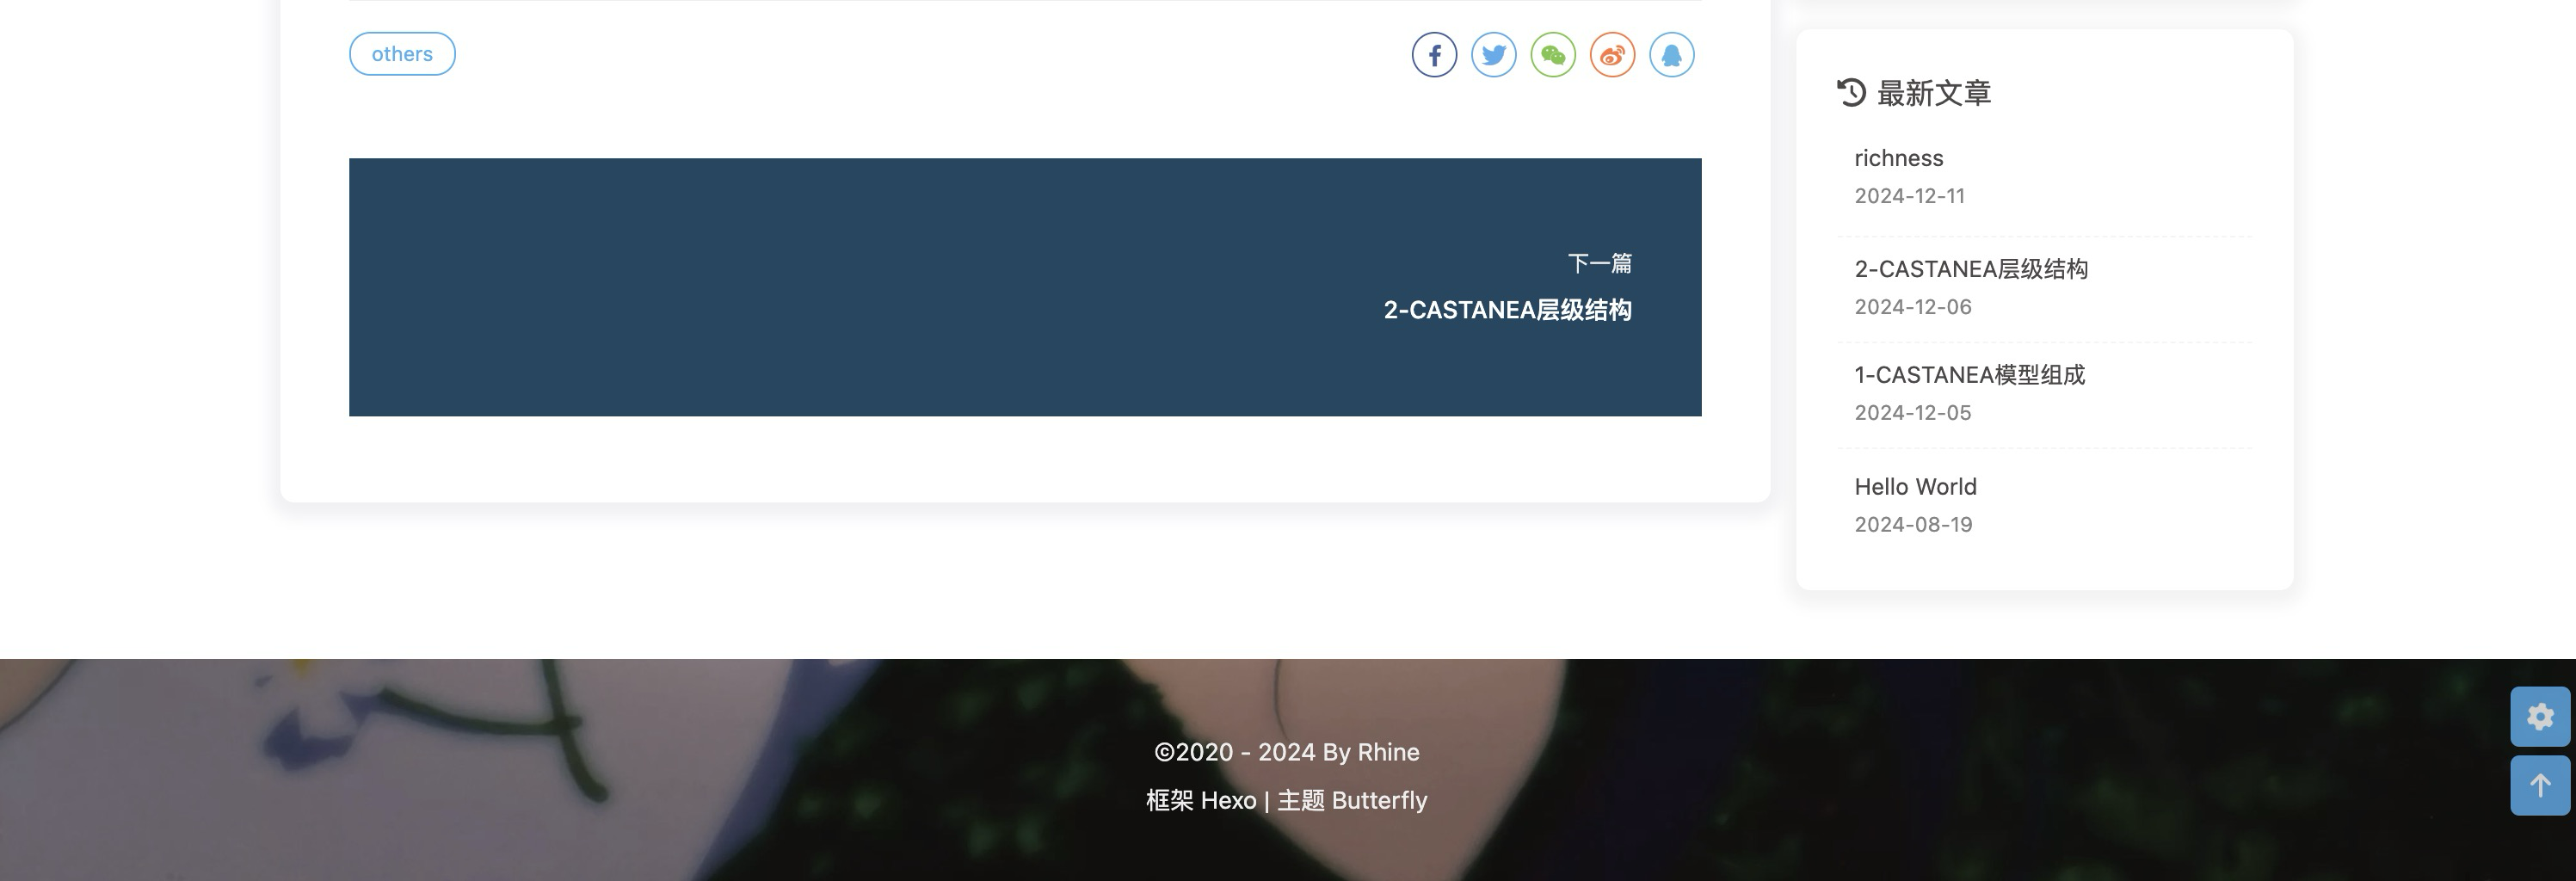 others
下一篇
2-CASTANEA层级结构
最新文章
richness
2024-12-11
2-CASTANEA层级结构
2024-12-06
1-CASTANEA模型组成
2024-12-05
Hello World
2024-08-19
©2020 - 2024 By Rhine
框架 Hexo | 主题 Butterfly